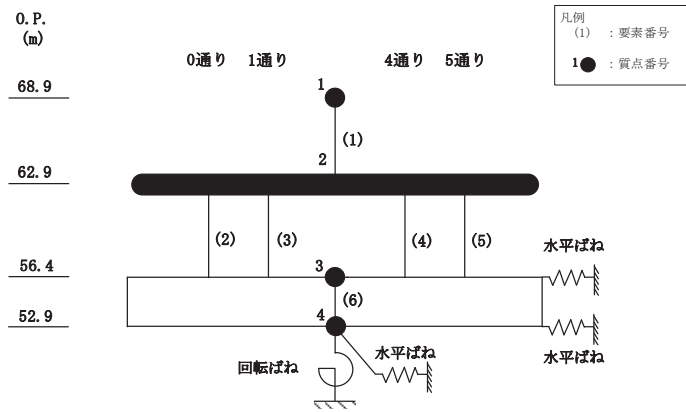 O.P.
(m)
凡例
(1) : 要素番号
1 : 質点番号
0通り 1通り 4通り 5通り
68.9
1
(1)
2
62.9
(2) (3) (4) (5)
水平ばね
56.4
3
(6)
52.9
4
水平ばね
水平ばね
回転ばね